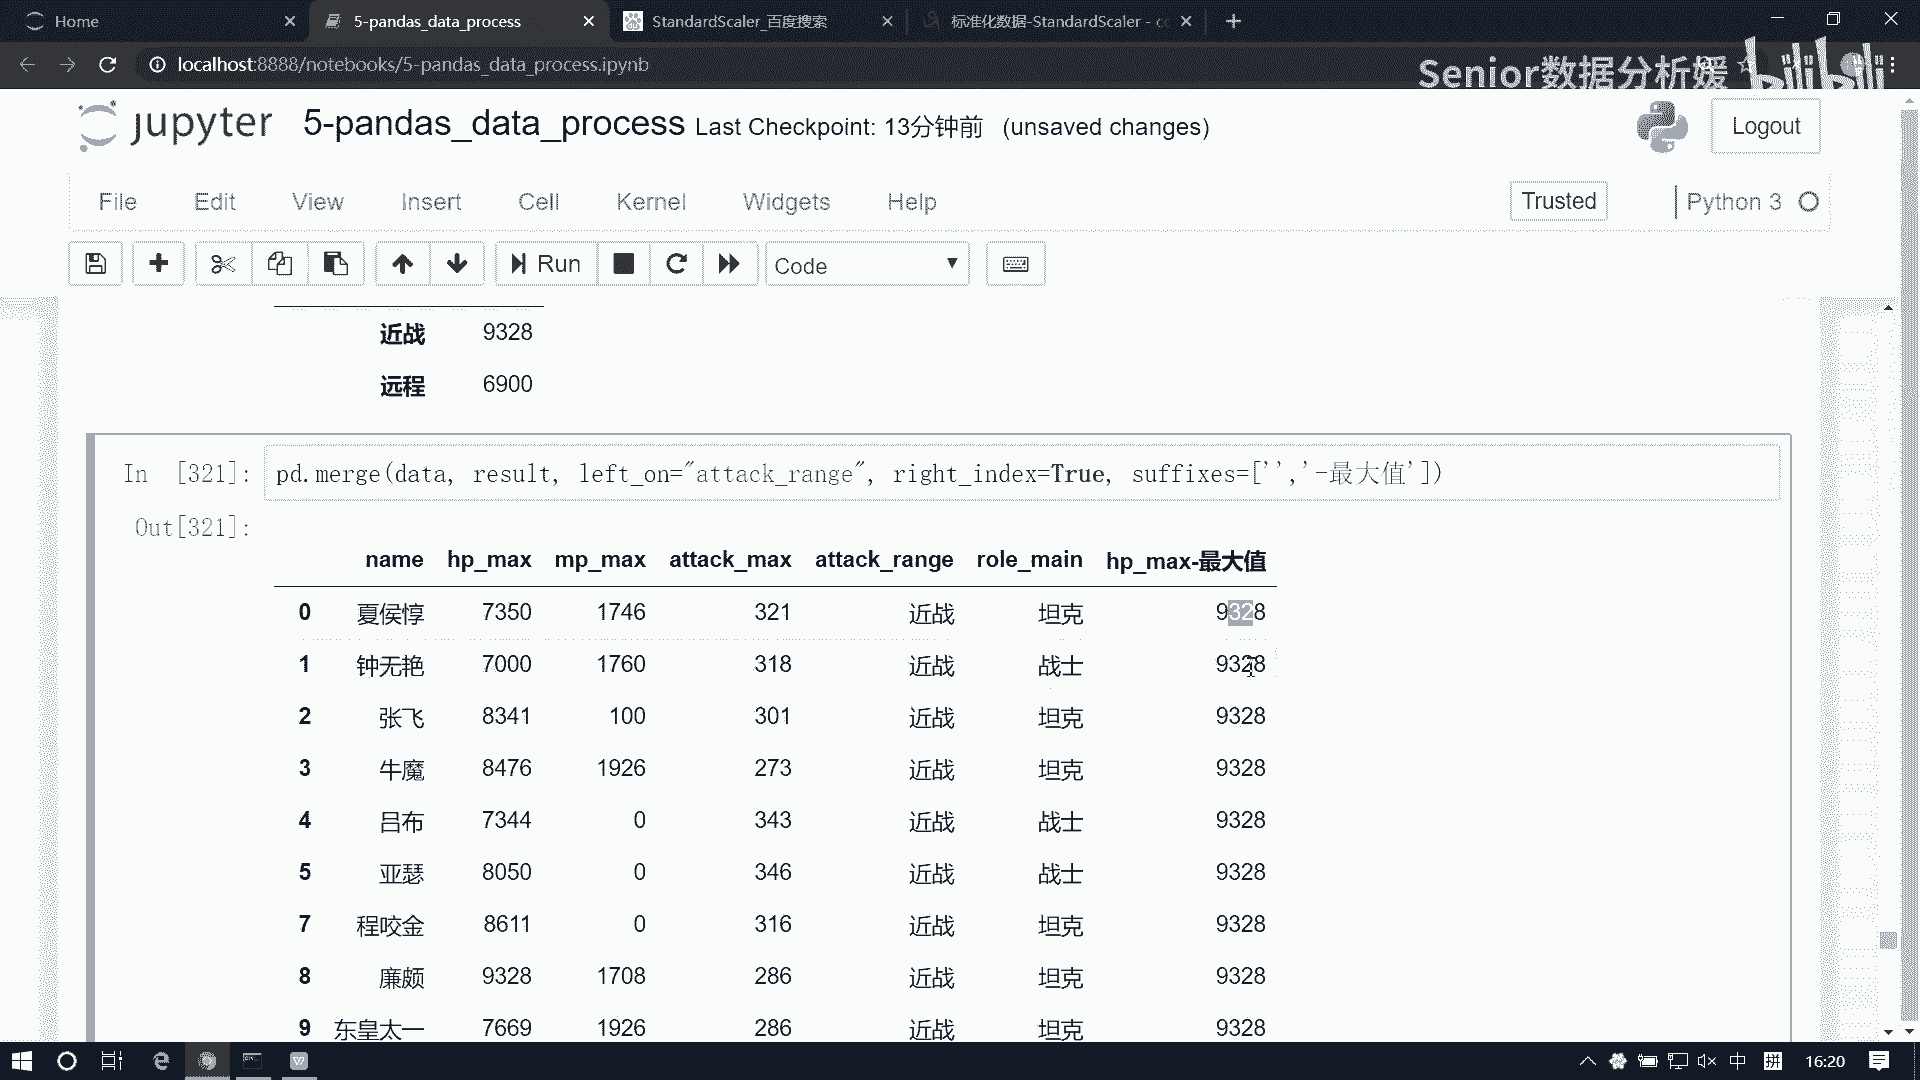 Home
5-pandas_data_process
StandardScaler_百度搜索
标准化数据-StandardScaler - c
localhost:8888/notebooks/5-pandas_data_process.ipynb
Senior数据分析媛 bilibili
jupyter 5-pandas_data_process Last Checkpoint: 13分钟前 (unsaved changes)
Logout
File Edit View Insert Cell Kernel Widgets Help
Trusted
Python 3
Run
Code
近战 9328
远程 6900
In [321]: pd.merge(data, result, left_on="attack_range", right_index=True, suffixes=['','-最大值'])
Out[321]:
name hp_max mp_max attack_max attack_range role_main hp_max-最大值
0 夏侯惇 7350 1746 321 近战 坦克 9328
1 钟无艳 7000 1760 318 近战 战士 9328
2 张飞 8341 100 301 近战 坦克 9328
3 牛魔 8476 1926 273 近战 坦克 9328
4 吕布 7344 0 343 近战 战士 9328
5 亚瑟 8050 0 346 近战 战士 9328
7 程咬金 8611 0 316 近战 坦克 9328
8 廉颇 9328 1708 286 近战 坦克 9328
9 东皇太一 7669 1926 286 近战 坦克 9328
中 拼 16:20